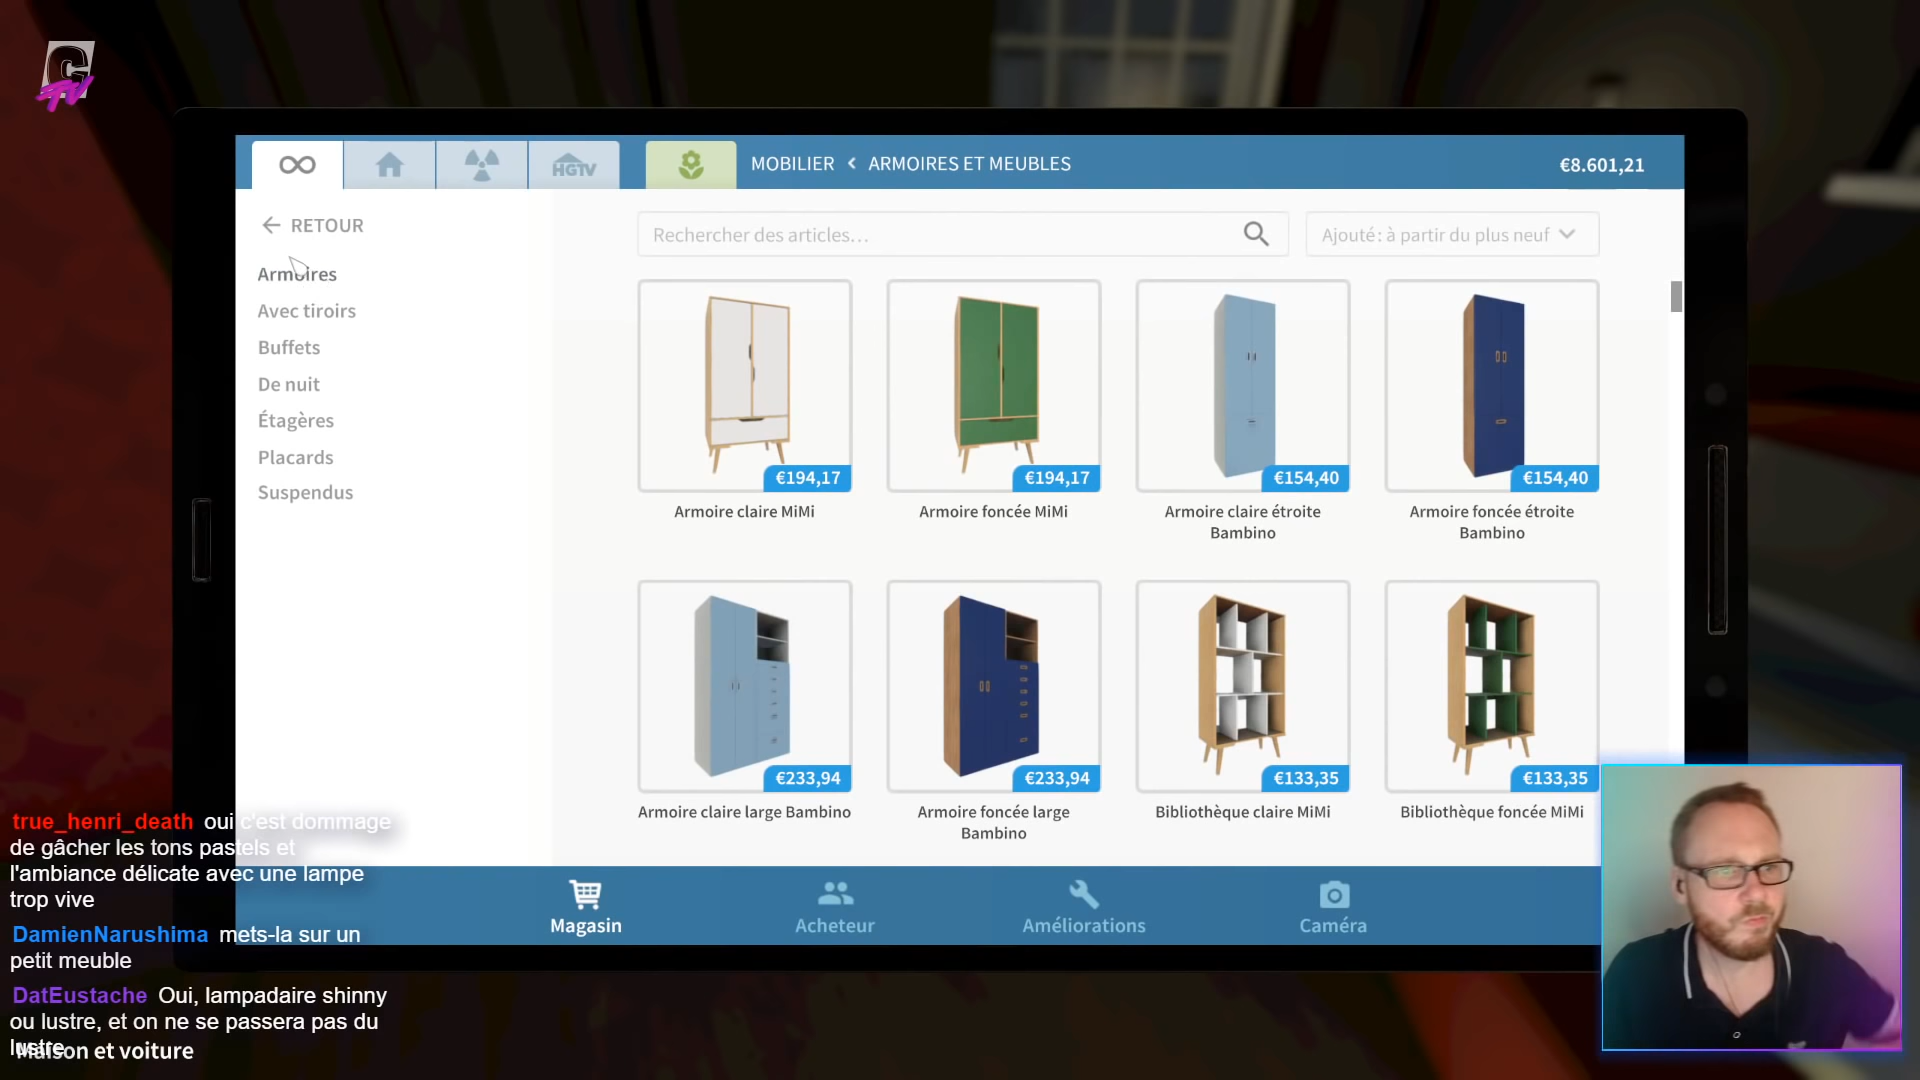 C
TV
HGTV
MOBILIER < ARMOIRES ET MEUBLES
€8.601,21
← RETOUR
Rechercher des articles...
Ajouté : à partir du plus neuf
Armoires
Avec tiroirs
Buffets
De nuit
Étagères
Placards
Suspendus
€194,17
€194,17
€154,40
€154,40
Armoire claire MiMi
Armoire foncée MiMi
Armoire claire étroite
Bambino
Armoire foncée étroite
Bambino
€233,94
€233,94
€133,35
€133,35
Armoire claire large Bambino
Armoire foncée large
Bambino
Bibliothèque claire MiMi
Bibliothèque foncée MiMi
Magasin
Acheteur
Améliorations
Caméra
true_henri_death oui c'est dommage
de gâcher les tons pastels et
l'ambiance délicate avec une lampe
trop vive
DamienNarushima mets-la sur un
petit meuble
DatEustache Oui, lampadaire shinny
ou lustre, et on ne se passera pas du
lustre
Maison et voiture